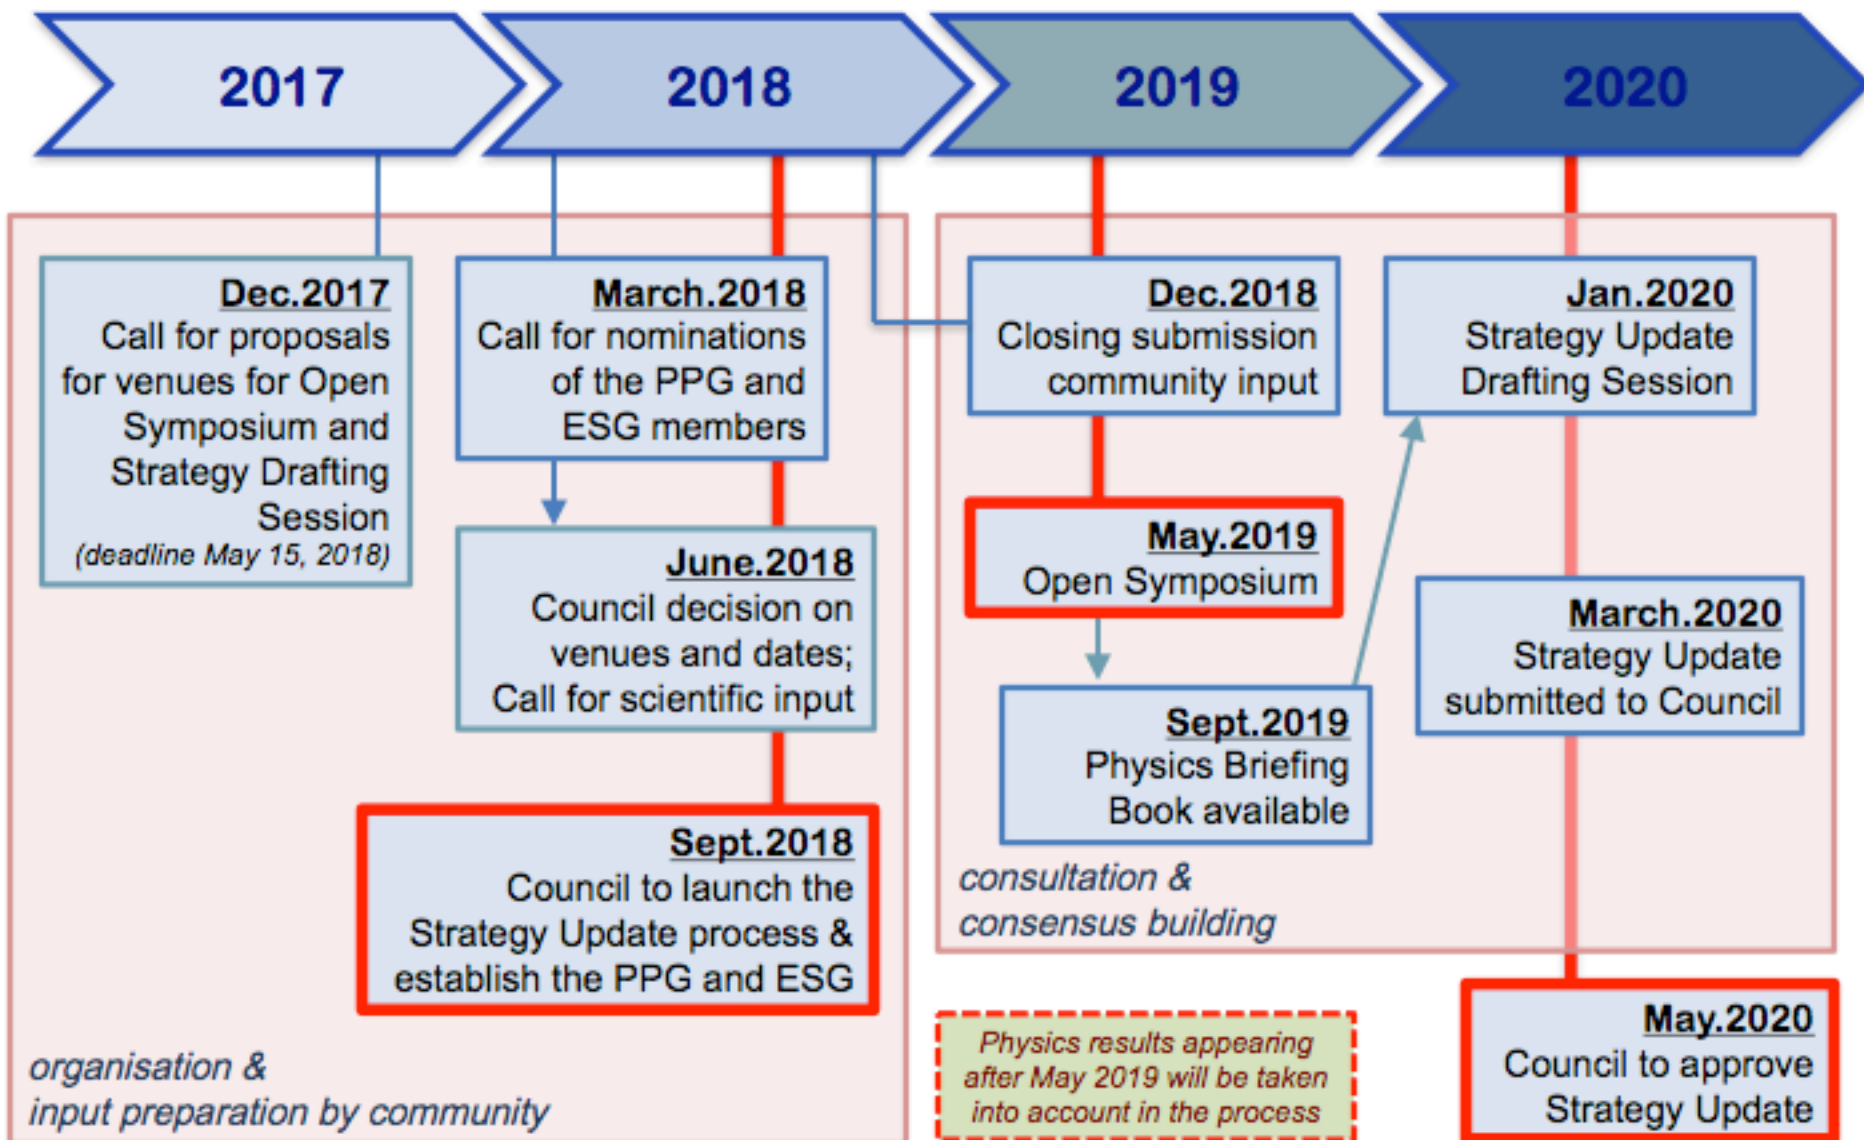 2017
2018
2019
2020
Dec.2017
Call for proposals
for venues for Open
Symposium and
Strategy Drafting
Session
(deadline May 15, 2018)
March.2018
Call for nominations
of the PPG and
ESG members
June.2018
Council decision on
venues and dates;
Call for scientific input
Sept.2018
Council to launch the
Strategy Update process &
establish the PPG and ESG
organisation &
input preparation by community
Dec.2018
Closing submission
community input
May.2019
Open Symposium
Sept.2019
Physics Briefing
Book available
Jan.2020
Strategy Update
Drafting Session
March.2020
Strategy Update
submitted to Council
consultation &
consensus building
Physics results appearing
after May 2019 will be taken
into account in the process
May.2020
Council to approve
Strategy Update